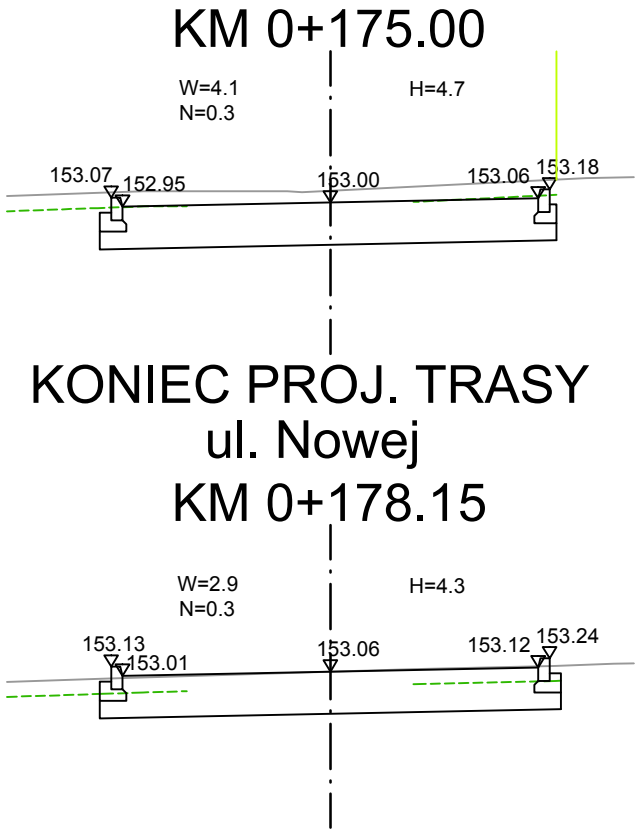 KM 0+175.00
W=4.1
N=0.3
H=4.7
153.07 152.95 153.00 153.06 153.18
KONIEC PROJ. TRASY
ul. Nowej
KM 0+178.15
W=2.9
N=0.3
H=4.3
153.13 153.01 153.06 153.12 153.24